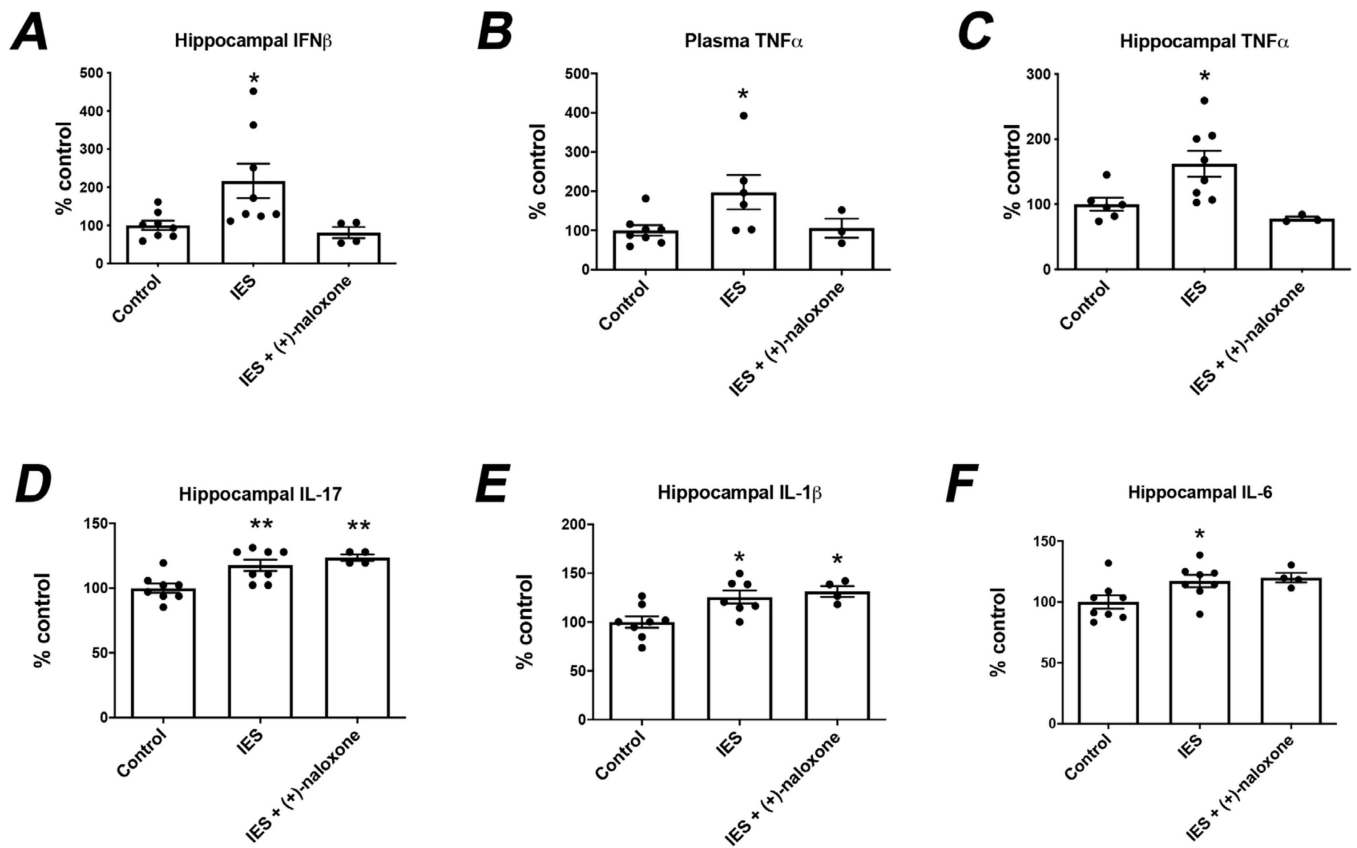 A
Hippocampal IFNβ
% control
500
400
300
200
100
0
*
Control
IES
IES + (+)-naloxone
B
Plasma TNFα
% control
500
400
300
200
100
0
*
Control
IES
IES + (+)-naloxone
C
Hippocampal TNFα
% control
300
200
100
0
*
Control
IES
IES + (+)-naloxone
D
Hippocampal IL-17
% control
150
100
50
0
**
**
Control
IES
IES + (+)-naloxone
E
Hippocampal IL-1β
% control
200
150
100
50
0
*
*
Control
IES
IES + (+)-naloxone
F
Hippocampal IL-6
% control
150
100
50
0
*
Control
IES
IES + (+)-naloxone